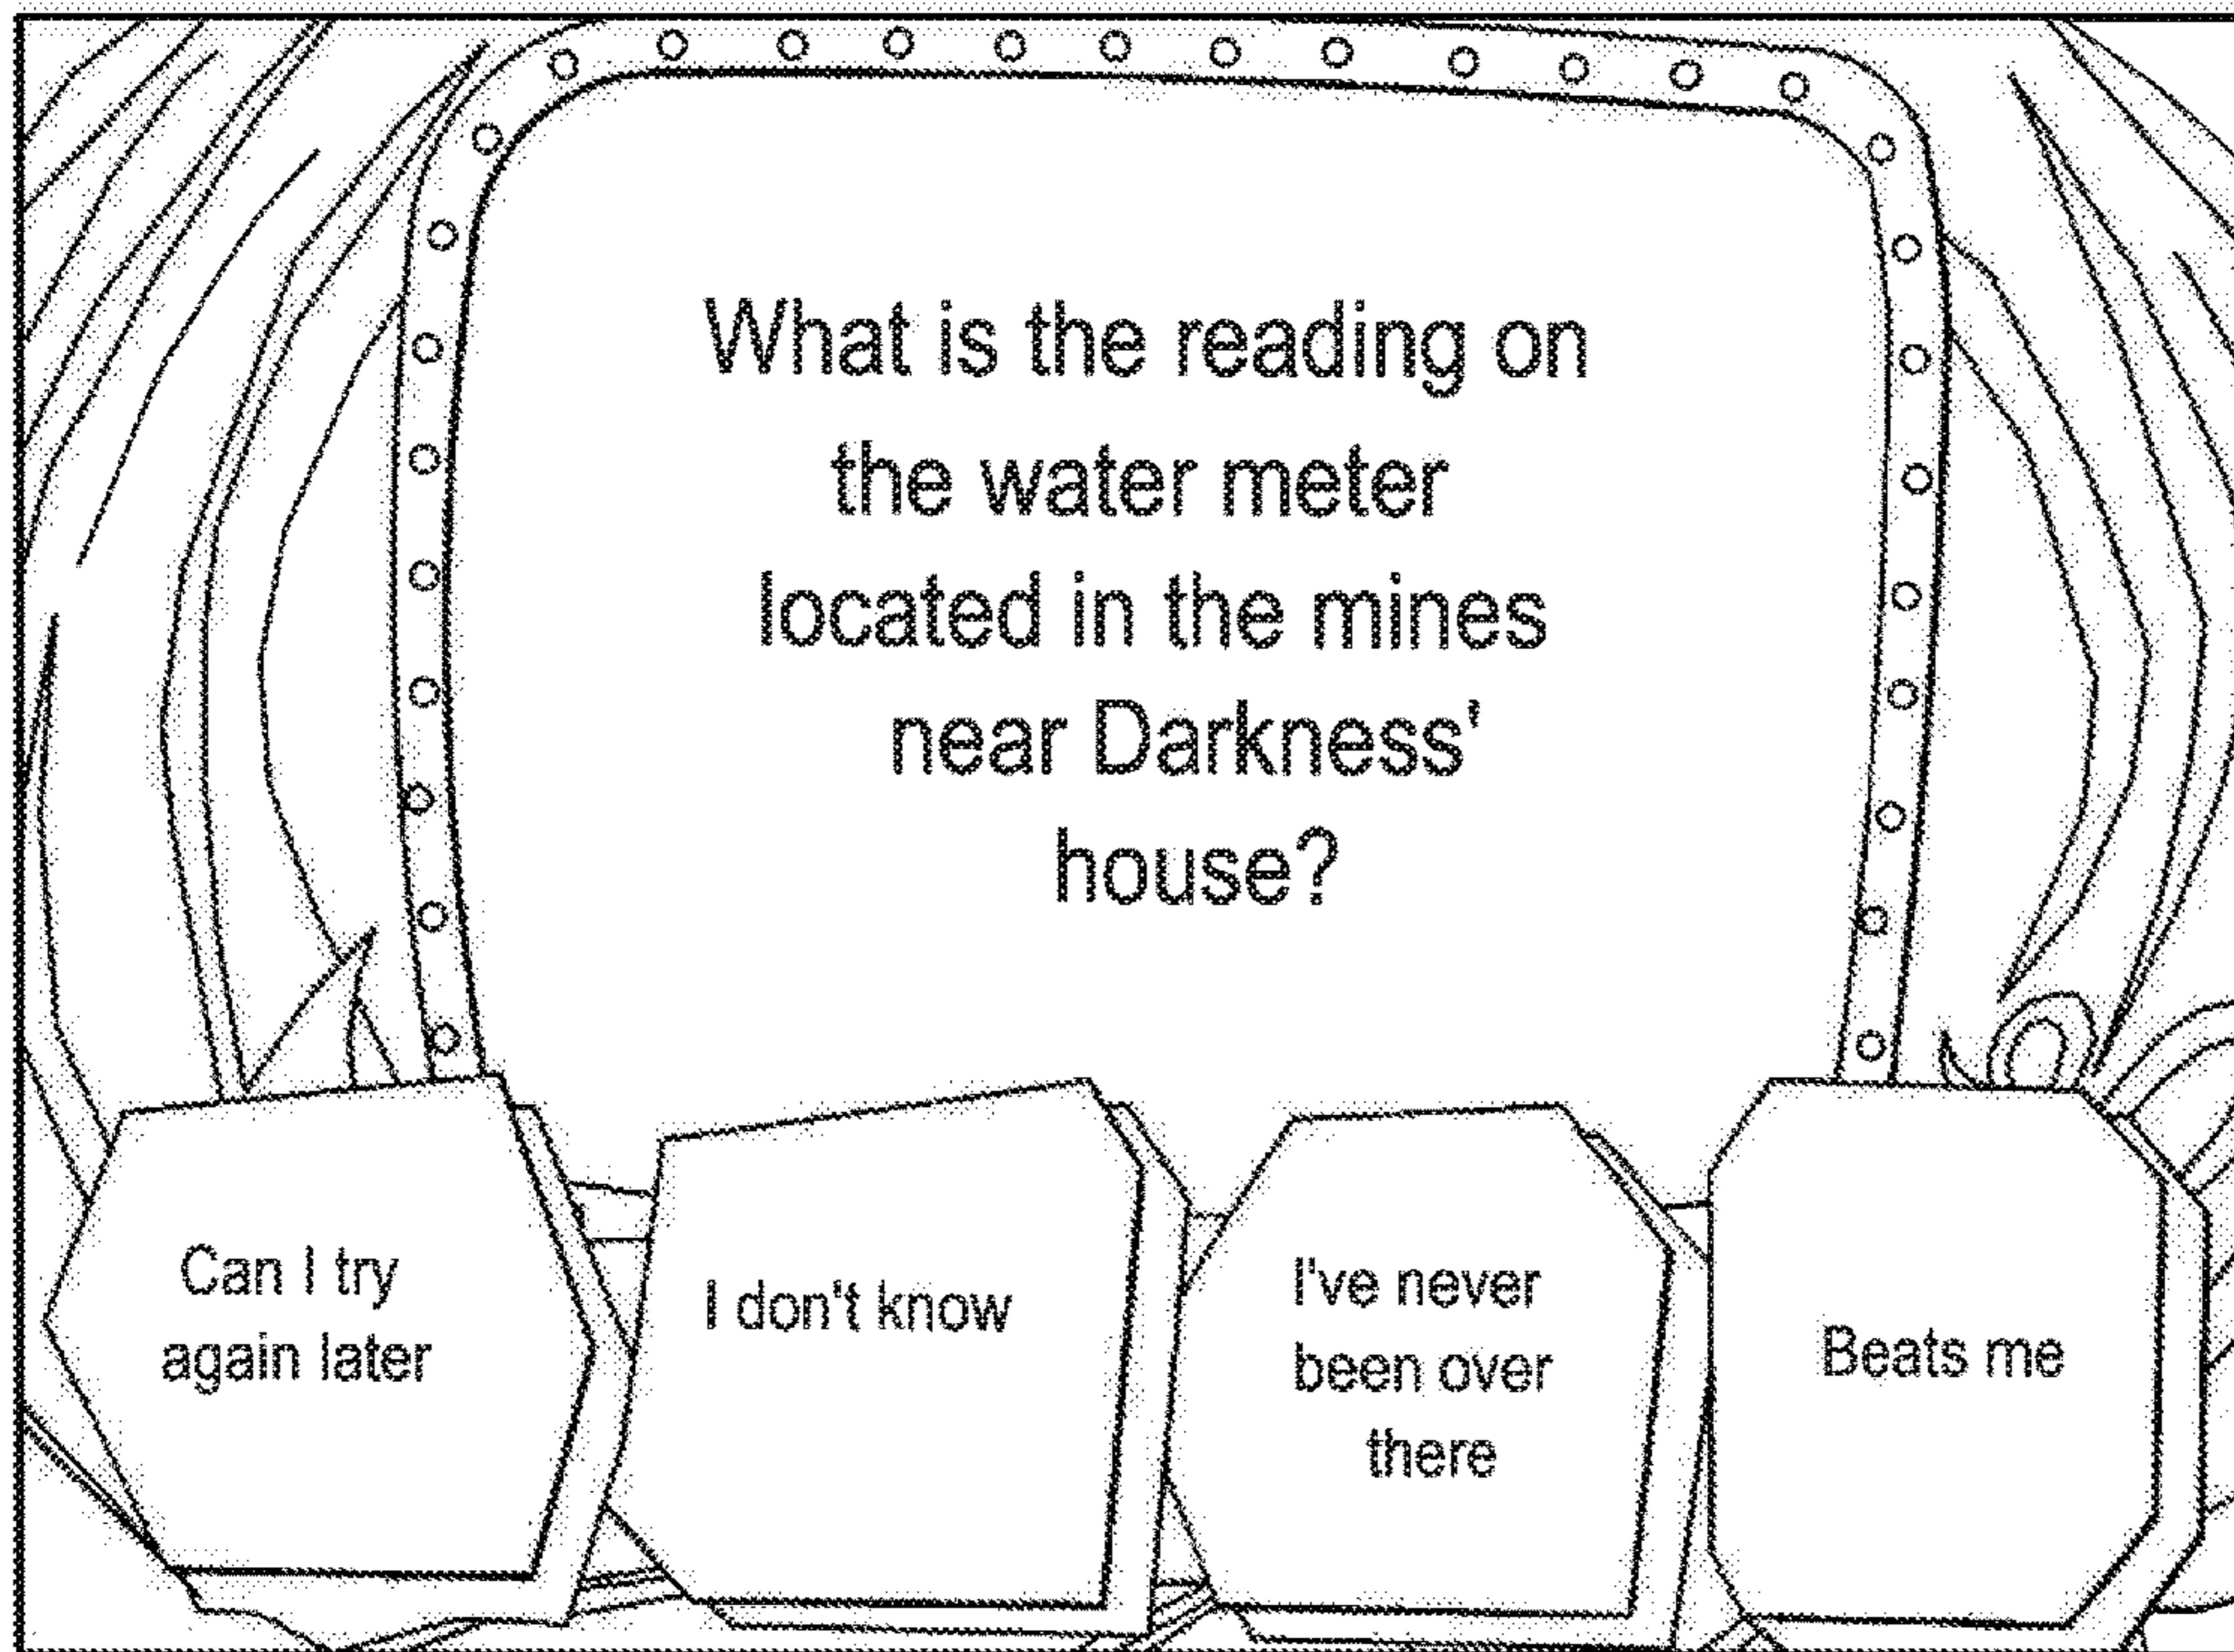 What is the reading on
the water meter
located in the mines
near Darkness'
house?
Can I try
again later
I don't know
I've never
been over
there
Beats me